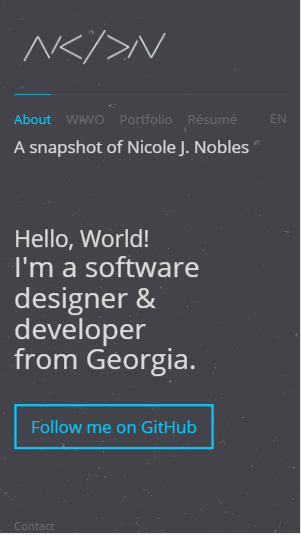 N</>N
About WIWO Portfolio Résumé EN
A snapshot of Nicole J. Nobles
Hello, World!
I'm a software
designer &
developer
from Georgia.
Follow me on GitHub
Contact